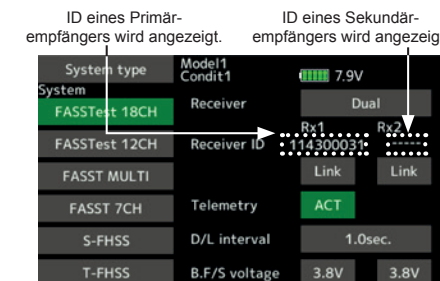 ID eines Primär-
empfängers wird angezeigt.
ID eines Sekundär-
empfängers wird angezeig
System type
Model1
Condit1
7.9V
System
FASSTest 18CH
Receiver
Dual
Rx1
Rx2
FASSTest 12CH
Receiver ID
114300031
------
FASST MULTI
Link
Link
FASST 7CH
Telemetry
ACT
S-FHSS
D/L interval
1.0sec.
T-FHSS
B.F/S voltage
3.8V
3.8V